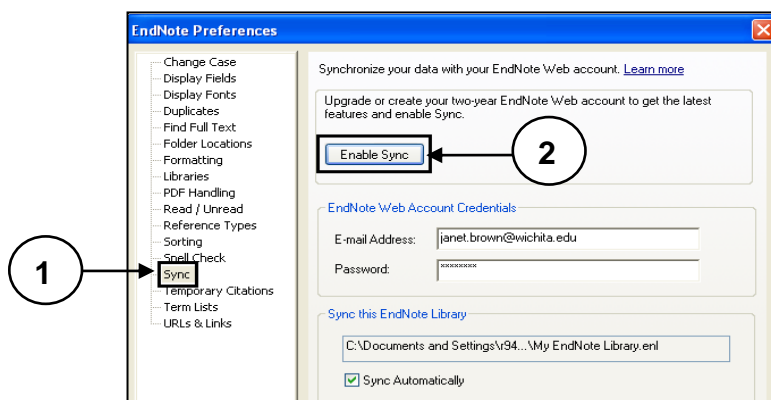 EndNote Preferences
Change Case
Display Fields
Display Fonts
Duplicates
Find Full Text
Folder Locations
Formatting
Libraries
PDF Handling
Read / Unread
Reference Types
Sorting
Spell Check
Sync
Temporary Citations
Term Lists
URLs & Links
1
Synchronize your data with your EndNote Web account. Learn more
Upgrade or create your two-year EndNote Web account to get the latest
features and enable Sync.
Enable Sync
2
EndNote Web Account Credentials
E-mail Address: janet.brown@wichita.edu
Password: ××××××××
Sync this EndNote Library
C:\Documents and Settings\r94...\My EndNote Library.enl
Sync Automatically